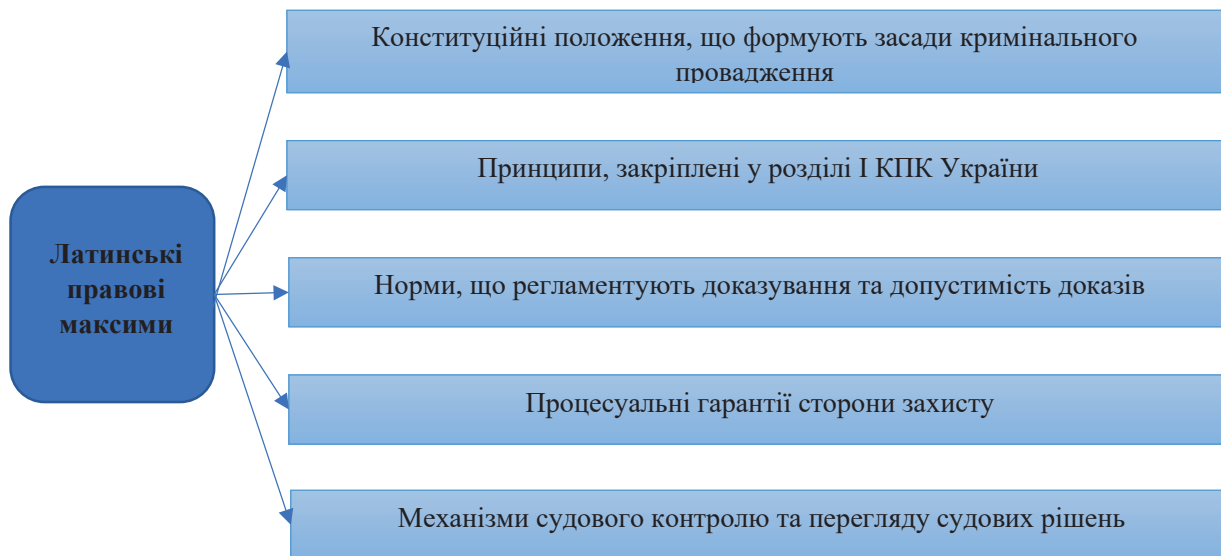 Конституційні положення, що формують засади кримінального
провадження
Принципи, закріплені у розділі I КПК України
Латинські
правові
максими
Норми, що регламентують доказування та допустимість доказів
Процесуальні гарантії сторони захисту
Механізми судового контролю та перегляду судових рішень